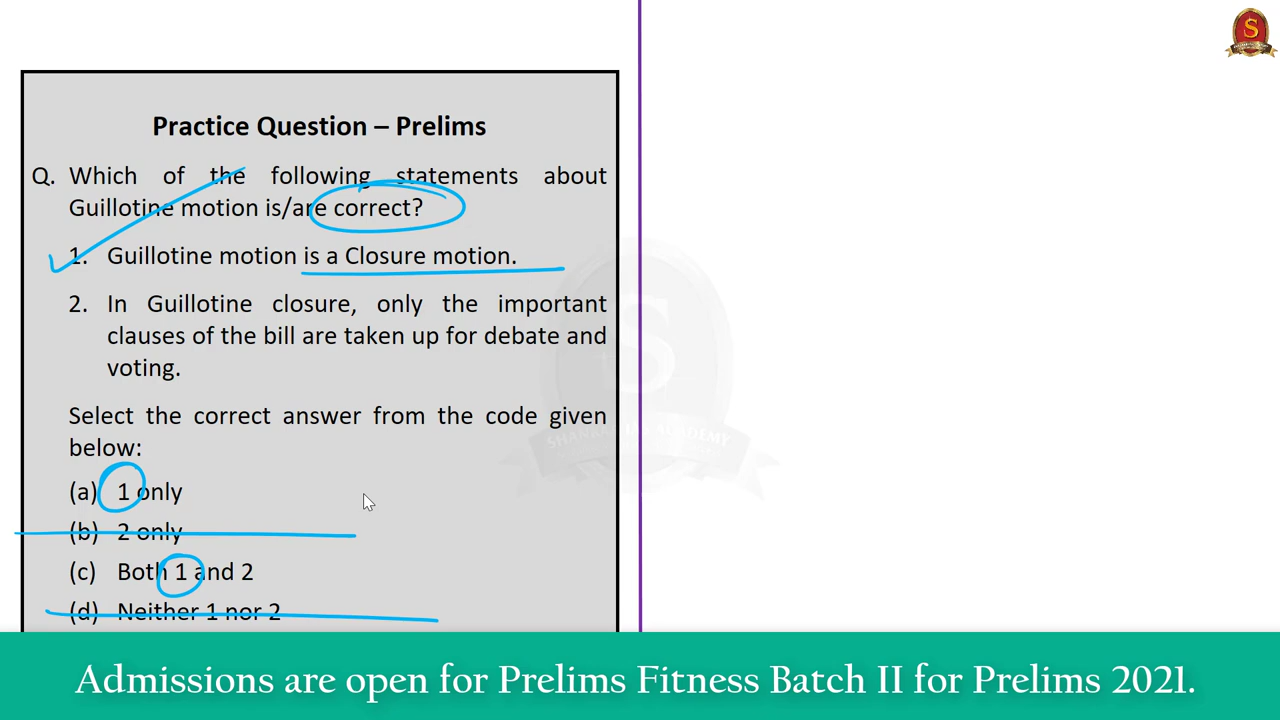 Practice Question – Prelims
Q. Which of the following statements about
Guillotine motion is/are correct?
1. Guillotine motion is a Closure motion.
2. In Guillotine closure, only the important
clauses of the bill are taken up for debate and
voting.
Select the correct answer from the code given
below:
(a) 1 only
(b) 2 only
(c) Both 1 and 2
(d) Neither 1 nor 2
Admissions are open for Prelims Fitness Batch II for Prelims 2021.